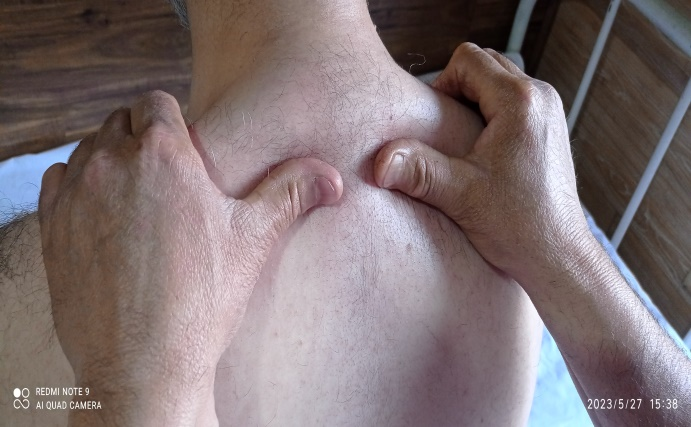 REDMI NOTE 9
AI QUAD CAMERA
2023/5/27 15:38